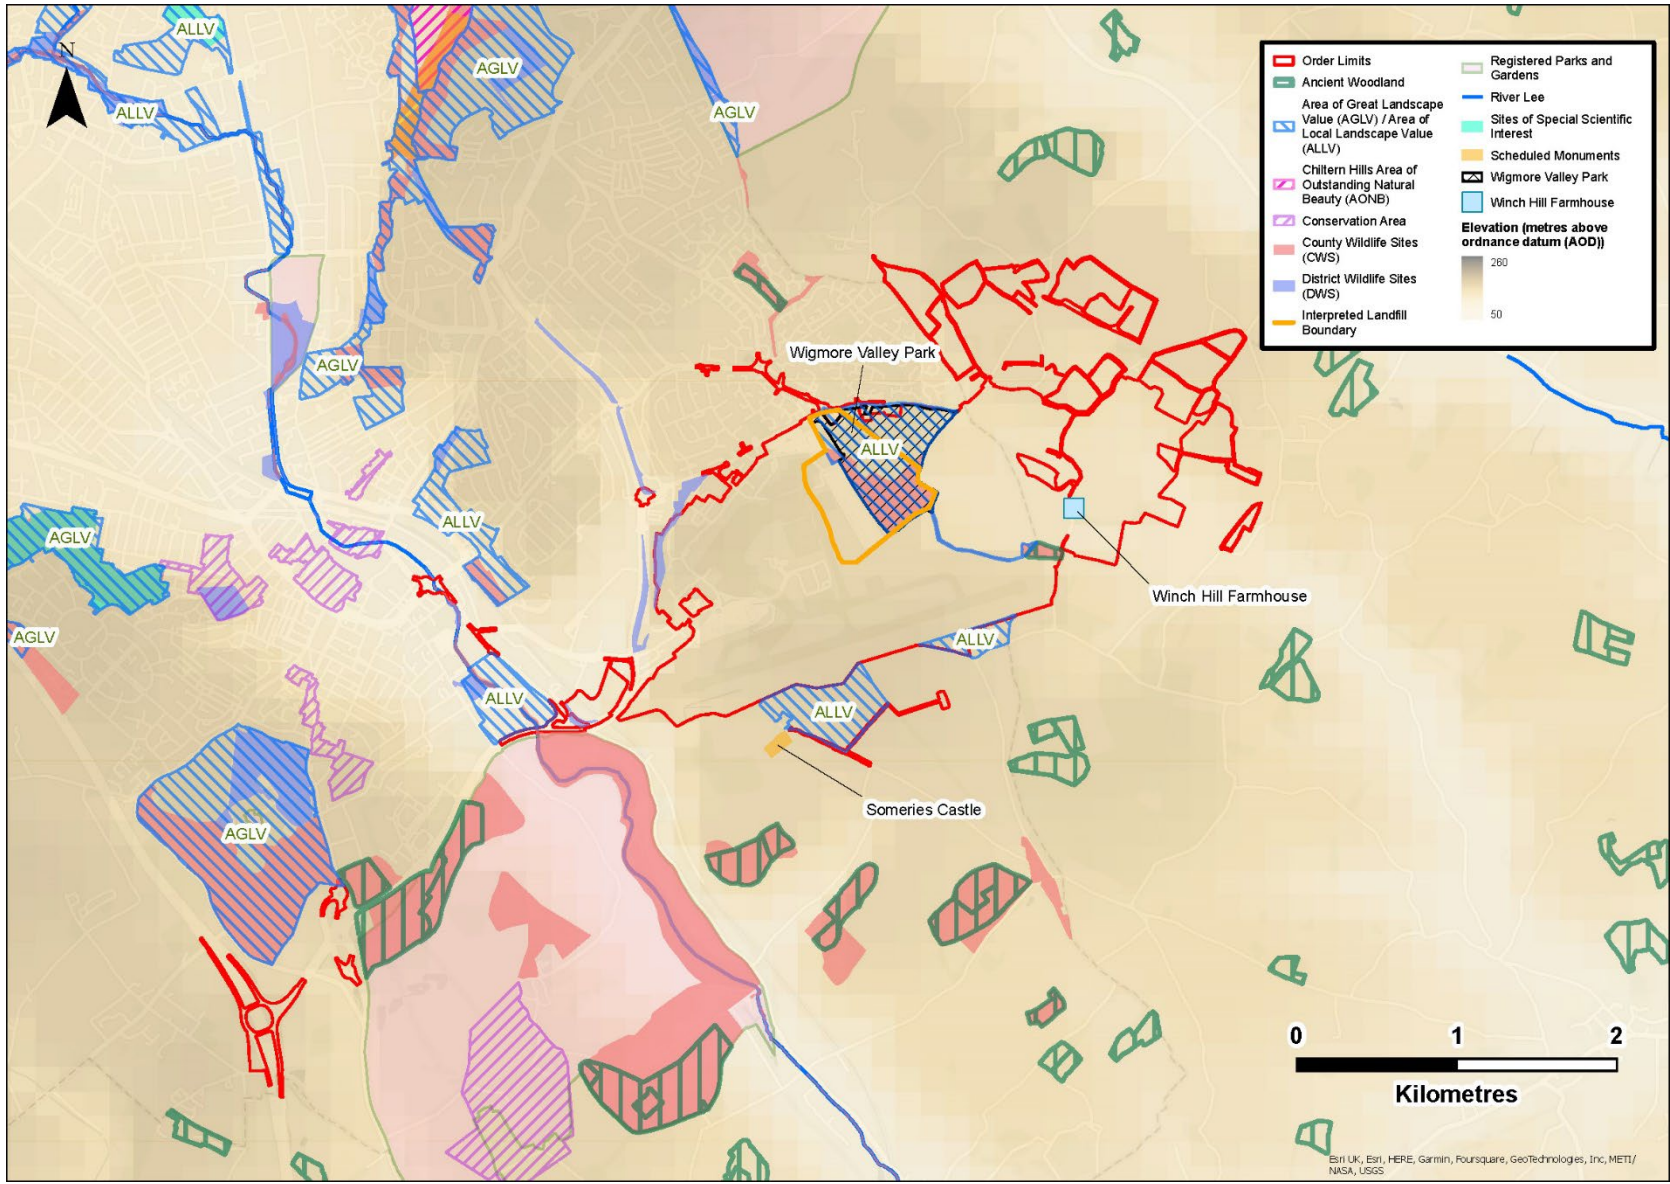 ALLV
N
AGLV
ALLV
AGLV
Order Limits
Ancient Woodland
Area of Great Landscape
Value (AGLV) / Area of
Local Landscape Value
(ALLV)
Chiltern Hills Area of
Outstanding Natural
Beauty (AONB)
Conservation Area
County Wildlife Sites
(CWS)
District Wildlife Sites
(DWS)
Interpreted Landfill
Boundary
Registered Parks and
Gardens
River Lee
Sites of Special Scientific
Interest
Scheduled Monuments
Wigmore Valley Park
Winch Hill Farmhouse
Elevation (metres above
ordnance datum (AOD))
260
50
Wigmore Valley Park
AGLV
ALLV
ALLV
AGLV
Winch Hill Farmhouse
AGLV
ALLV
ALLV
ALLV
Someries Castle
AGLV
0 1 2
Kilometres
Esri UK, Esri, HERE, Garmin, Foursquare, GeoTechnologies, Inc, METI/
NASA, USGS